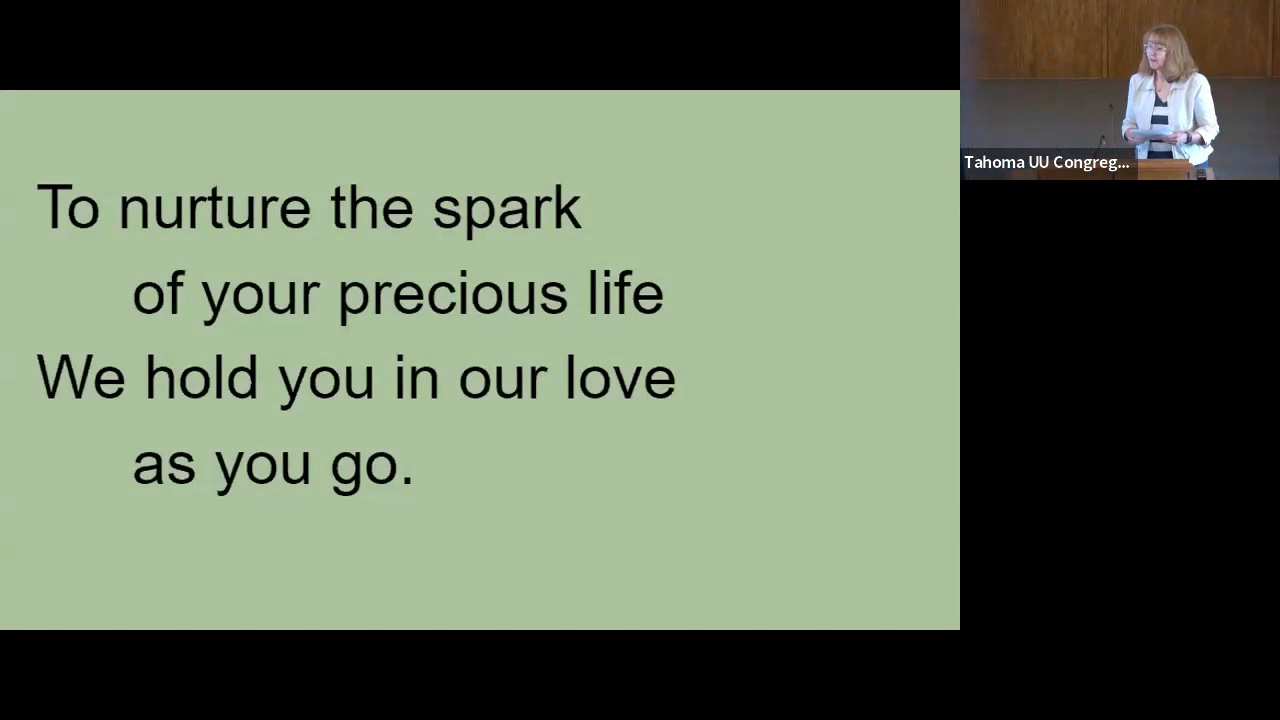 To nurture the spark
of your precious life
We hold you in our love
as you go.
Tahoma UU Congreg...